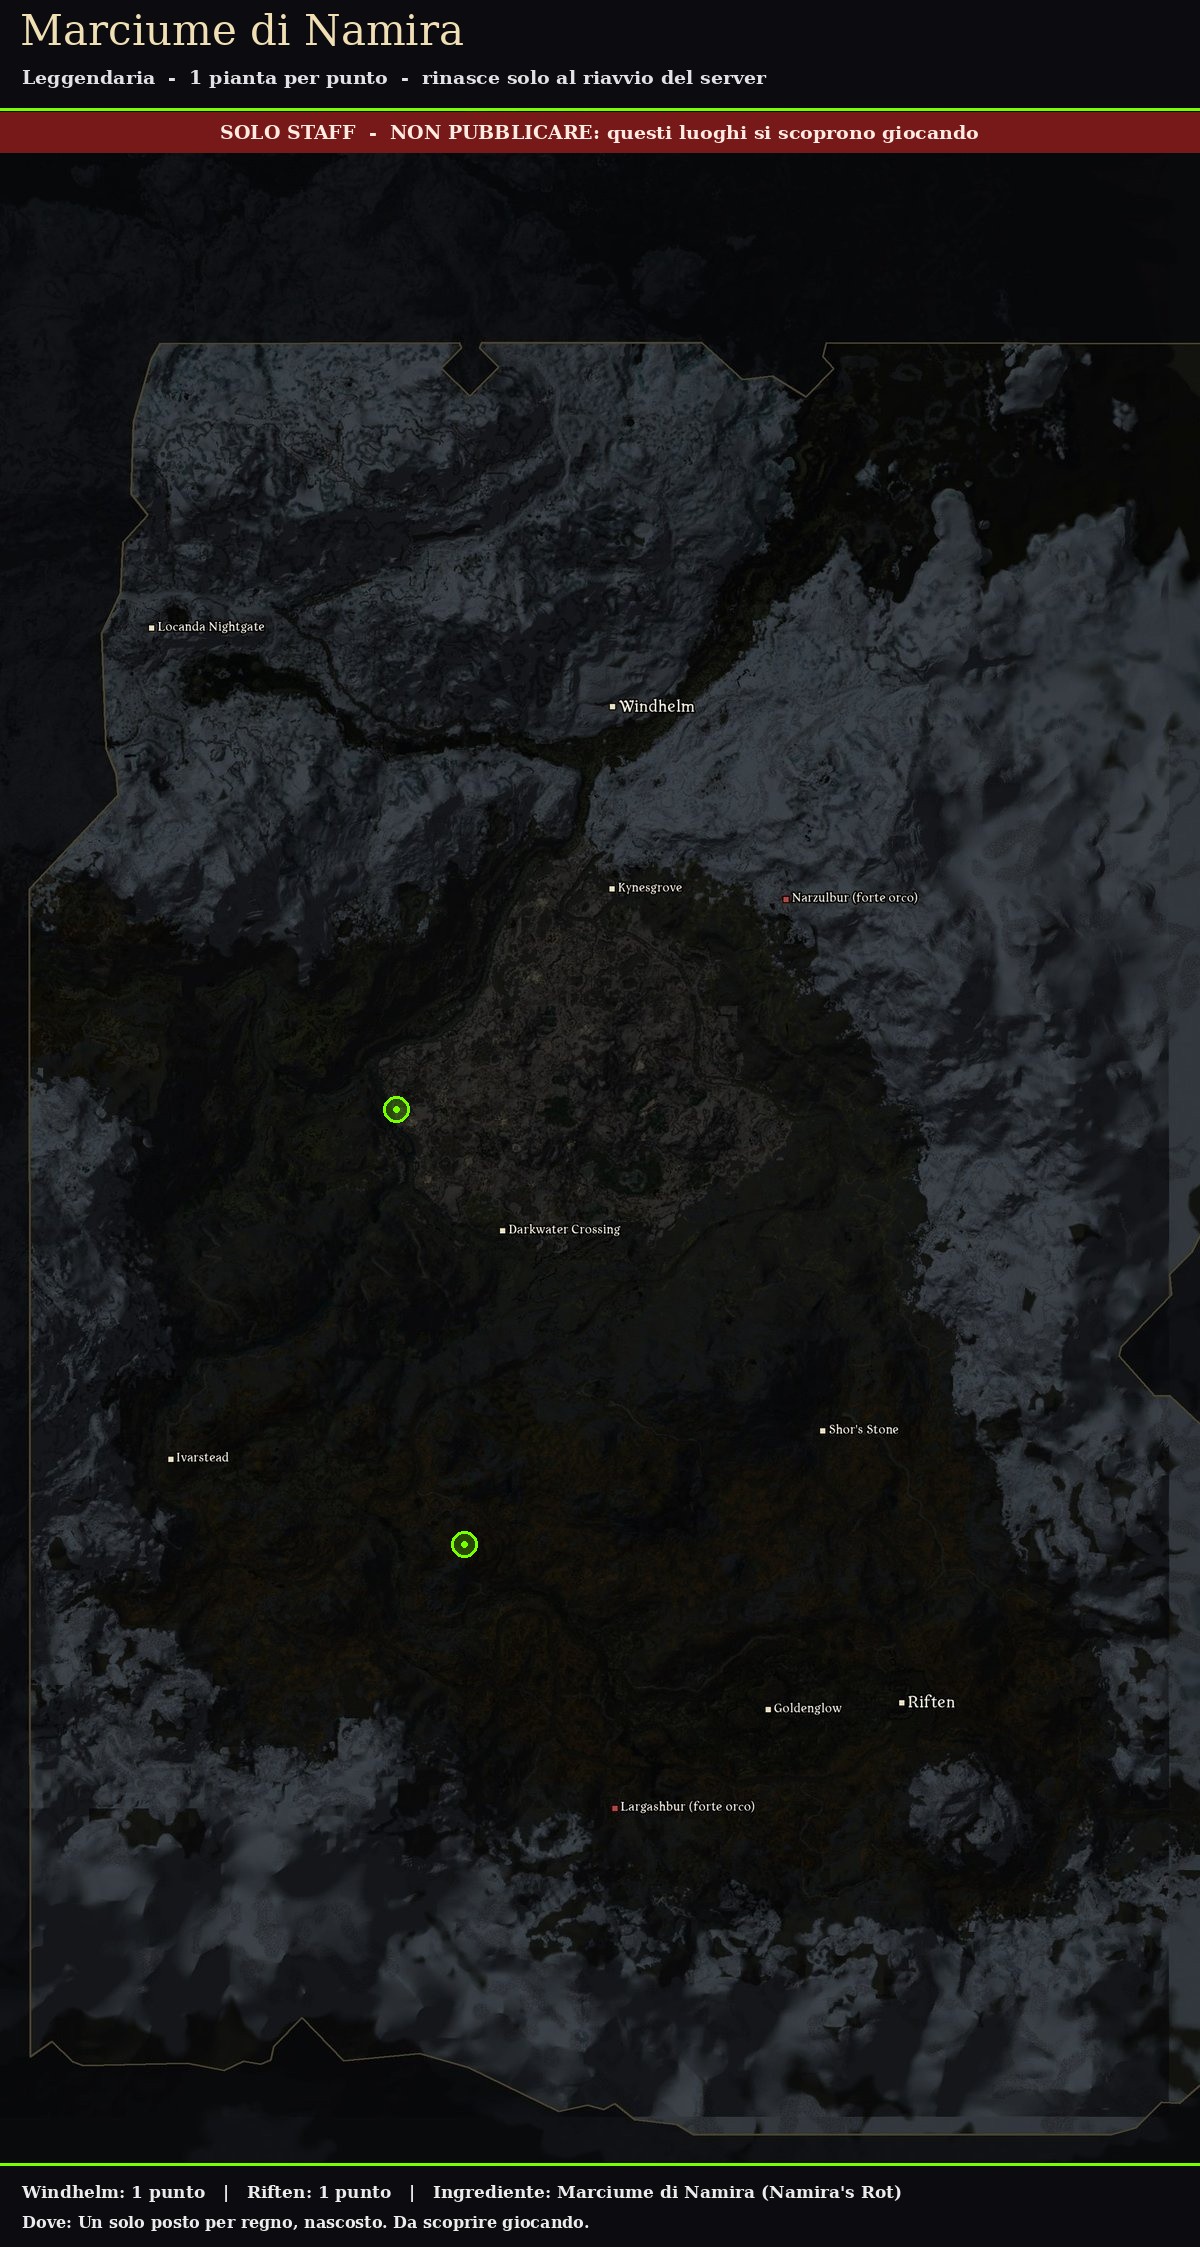 Marciume di Namira
Leggendaria - 1 pianta per punto - rinasce solo al riavvio del server
SOLO STAFF - NON PUBBLICARE: questi luoghi si scoprono giocando
Locanda Nightgate
Windhelm
Kynesgrove
Narzulbur (forte orco)
Darkwater Crossing
Shor's Stone
Ivarstead
Riften
Goldenglow
Largashbur (forte orco)
Windhelm: 1 punto | Riften: 1 punto | Ingrediente: Marciume di Namira (Namira's Rot)
Dove: Un solo posto per regno, nascosto. Da scoprire giocando.